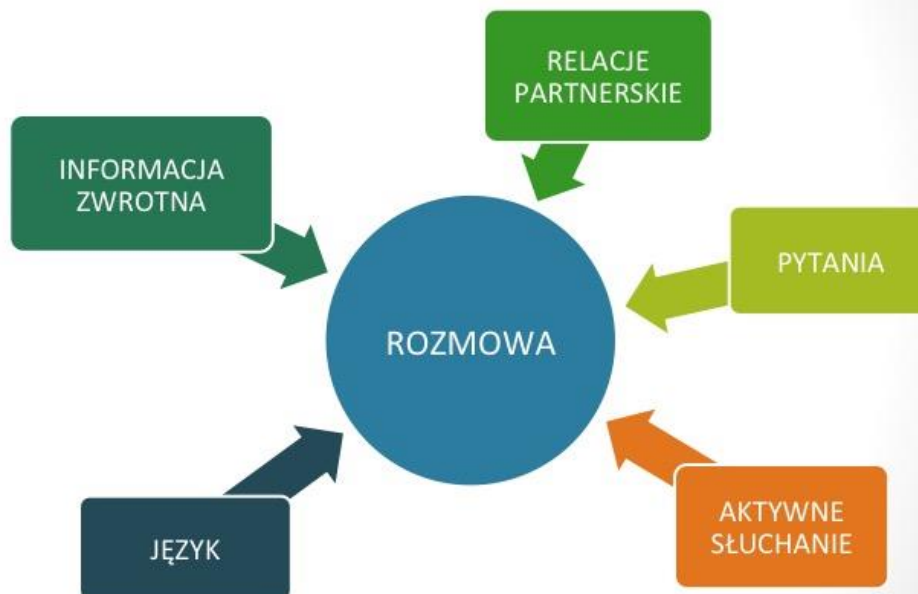 RELACJE
PARTNERSKIE
INFORMACJA
ZWROTNA
PYTANIA
ROZMOWA
AKTYWNE
SŁUCHANIE
JĘZYK